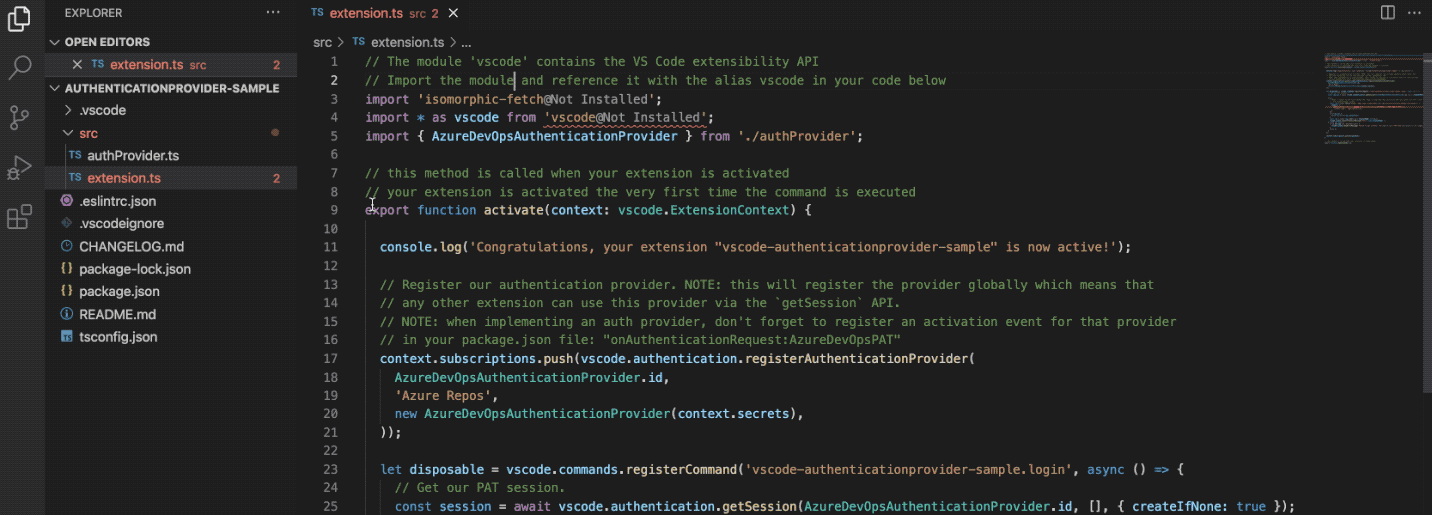 EXPLORER
OPEN EDITORS
TS extension.ts src 2
AUTHENTICATIONPROVIDER-SAMPLE
.vscode
src
TS authProvider.ts
TS extension.ts 2
.eslintrc.json
.vscodeignore
CHANGELOG.md
{} package-lock.json
{} package.json
README.md
TS tsconfig.json
TS extension.ts src 2
src > TS extension.ts > ...
1 // The module 'vscode' contains the VS Code extensibility API
2 // Import the module and reference it with the alias vscode in your code below
3 import 'isomorphic-fetch@Not Installed';
4 import * as vscode from 'vscode@Not Installed';
5 import { AzureDevOpsAuthenticationProvider } from './authProvider';
6
7 // this method is called when your extension is activated
8 // your extension is activated the very first time the command is executed
9 export function activate(context: vscode.ExtensionContext) {
10
11 console.log('Congratulations, your extension "vscode-authenticationprovider-sample" is now active!');
12
13 // Register our authentication provider. NOTE: this will register the provider globally which means that
14 // any other extension can use this provider via the `getSession` API.
15 // NOTE: when implementing an auth provider, don't forget to register an activation event for that provider
16 // in your package.json file: "onAuthenticationRequest:AzureDevOpsPAT"
17 context.subscriptions.push(vscode.authentication.registerAuthenticationProvider(
18 AzureDevOpsAuthenticationProvider.id,
19 'Azure Repos',
20 new AzureDevOpsAuthenticationProvider(context.secrets),
21 ));
22
23 let disposable = vscode.commands.registerCommand('vscode-authenticationprovider-sample.login', async () => {
24 // Get our PAT session.
25 const session = await vscode.authentication.getSession(AzureDevOpsAuthenticationProvider.id, [], { createIfNone: true });